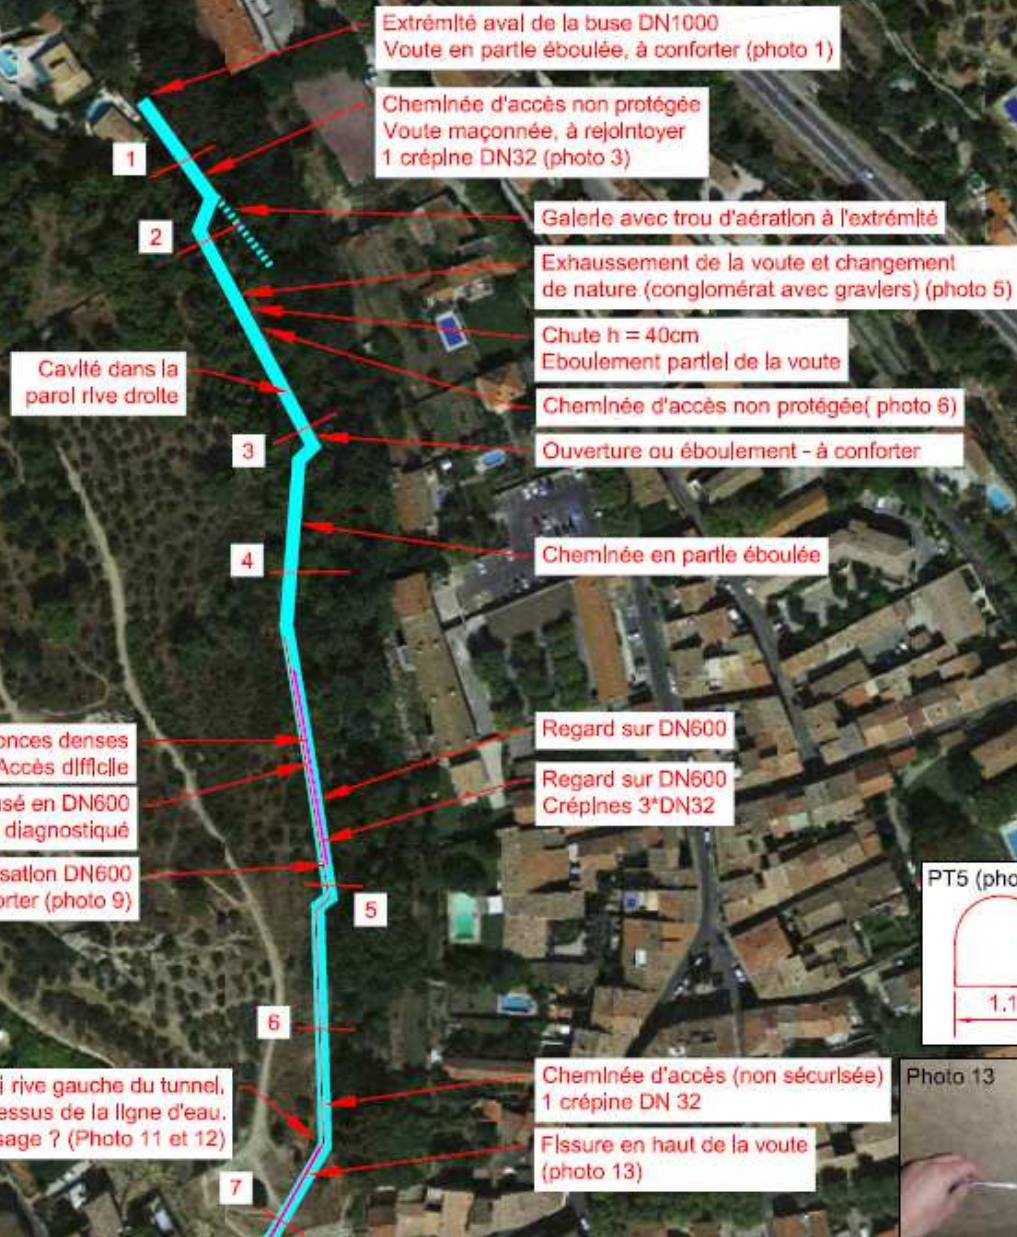 Extrémité aval de la buse DN1000
Voute en partie éboulée, à conforter (photo 1)
Cheminée d'accès non protégée
Voute maçonnée, à rejointoyer
1 crépine DN32 (photo 3)
1
Galerie avec trou d'aération à l'extrémité
2
Exhaussement de la voute et changement
de nature (conglomérat avec graviers) (photo 5)
Chute h = 40cm
Eboulement partiel de la voute
Cavité dans la
paroi rive droite
Cheminée d'accès non protégée( photo 6)
3
Ouverture ou éboulement - à conforter
4
Cheminée en partie éboulée
onces denses
Accès difficile
Regard sur DN600
usé en DN600
diagnostiqué
Regard sur DN600
Crépines 3*DN32
sation DN600
orter (photo 9)
5
PT5 (pho
1.1
6
i rive gauche du tunnel,
essus de la ligne d'eau.
sage ? (Photo 11 et 12)
Cheminée d'accès (non sécurisée)
1 crépine DN 32
Photo 13
Fissure en haut de la voute
(photo 13)
7